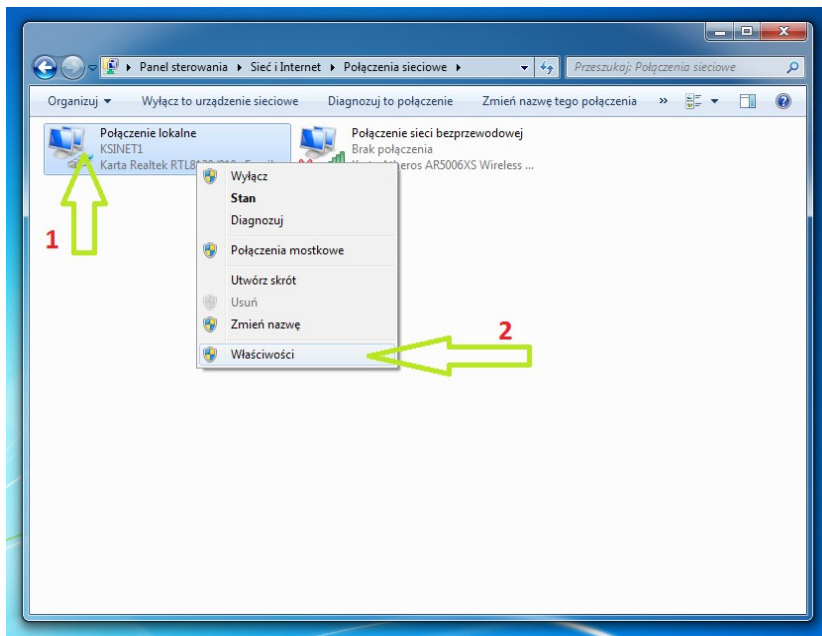 Panel sterowania ▸ Sieć i Internet ▸ Połączenia sieciowe ▸
Przeszukaj: Połączenia sieciowe
Organizuj ▾ Wyłącz to urządzenie sieciowe Diagnozuj to połączenie Zmień nazwę tego połączenia »
Połączenie lokalne
KSINET1
Karta Realtek
Połączenie sieci bezprzewodowej
Brak połączenia
AR5006XS Wireless ...
Wyłącz
Stan
Diagnozuj
Połączenia mostkowe
Utwórz skrót
Usuń
Zmień nazwę
Właściwości
1
2